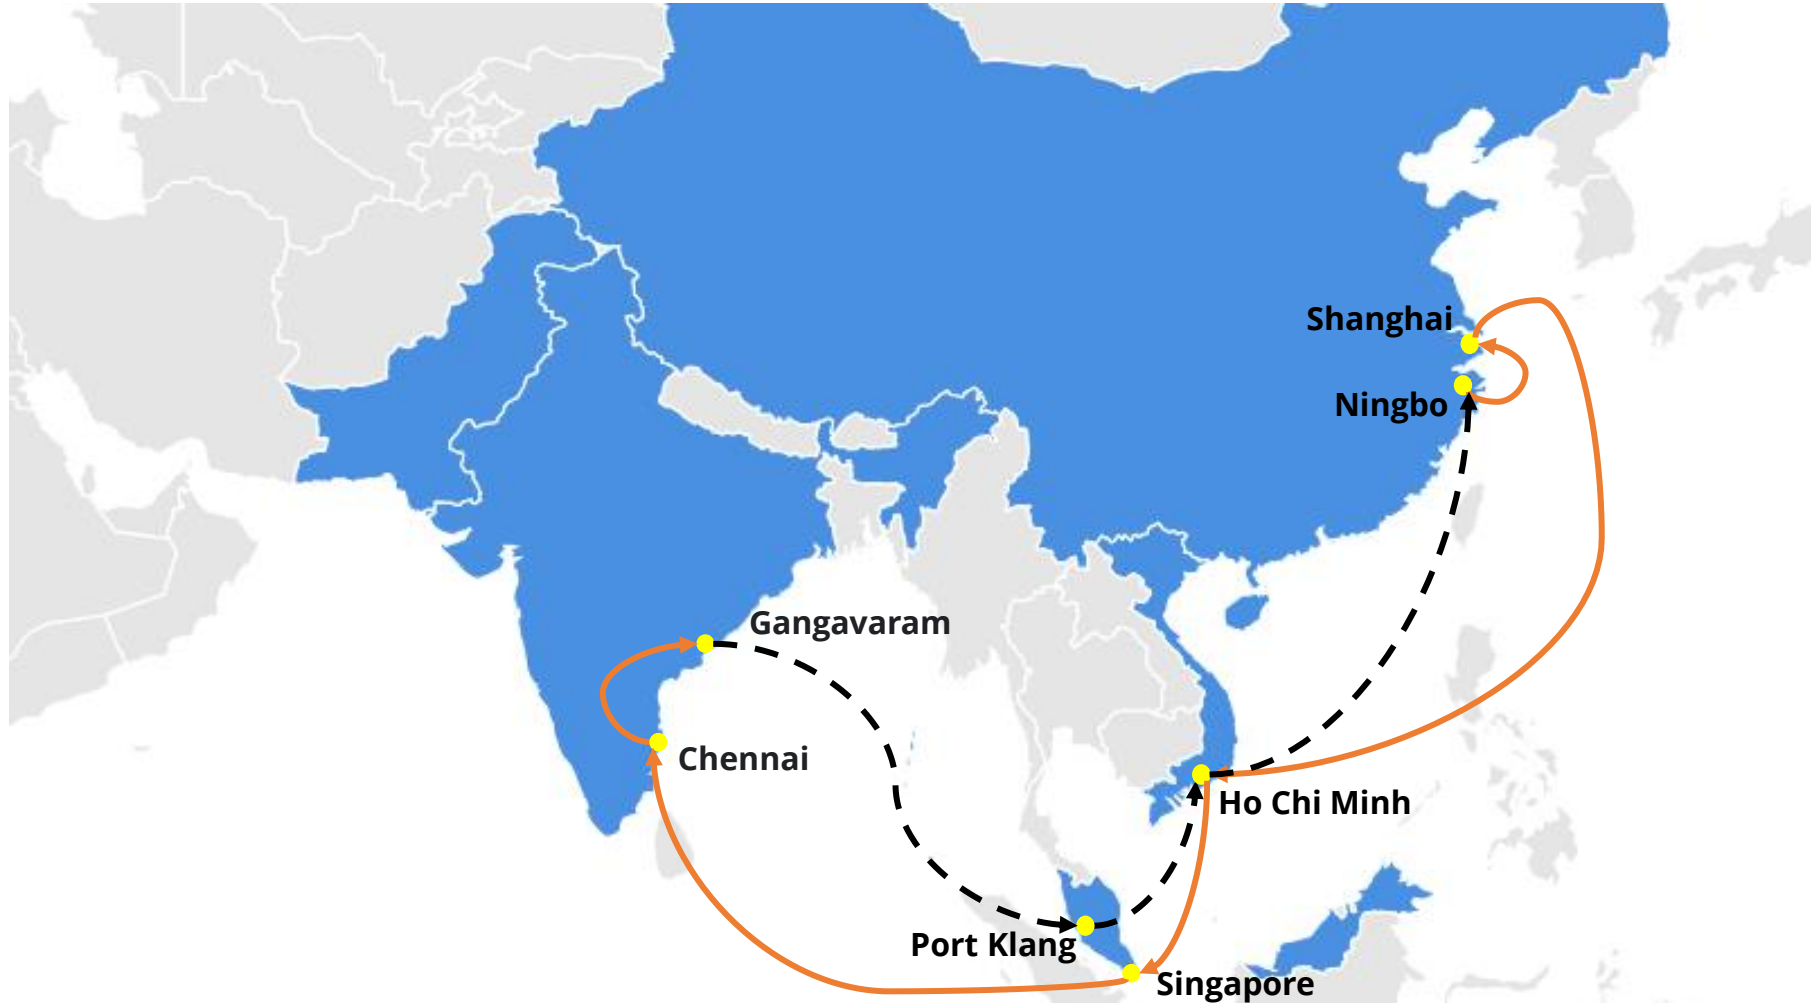 Shanghai
Ningbo
Gangavaram
Chennai
Ho Chi Minh
Port Klang
Singapore